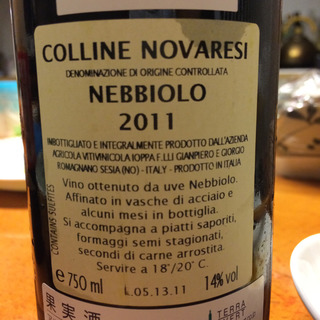 COLLINE NOVARESI
DENOMINAZIONE DI ORIGINE CONTROLLATA
NEBBIOLO
2011
IMBOTTIGLIATO E INTEGRALMENTE PRODOTTO DALL'AZIENDA
AGRICOLA VITIVINICOLA IOPPA F.LLI GIANPIERO E GIORGIO
ROMAGNANO SESIA (NO) - ITALY - PRODOTTO IN ITALIA
Vino ottenuto da uve Nebbiolo.
Affinato in vasche di acciaio e
alcuni mesi in bottiglia.
Si accompagna a piatti saporiti,
formaggi semi stagionati,
secondi di carne arrostita.
Servire a 18°/20° C.
CONTAINS SULFITES
e 750 ml L.05.13.11 14% vol
果実酒
TERRA